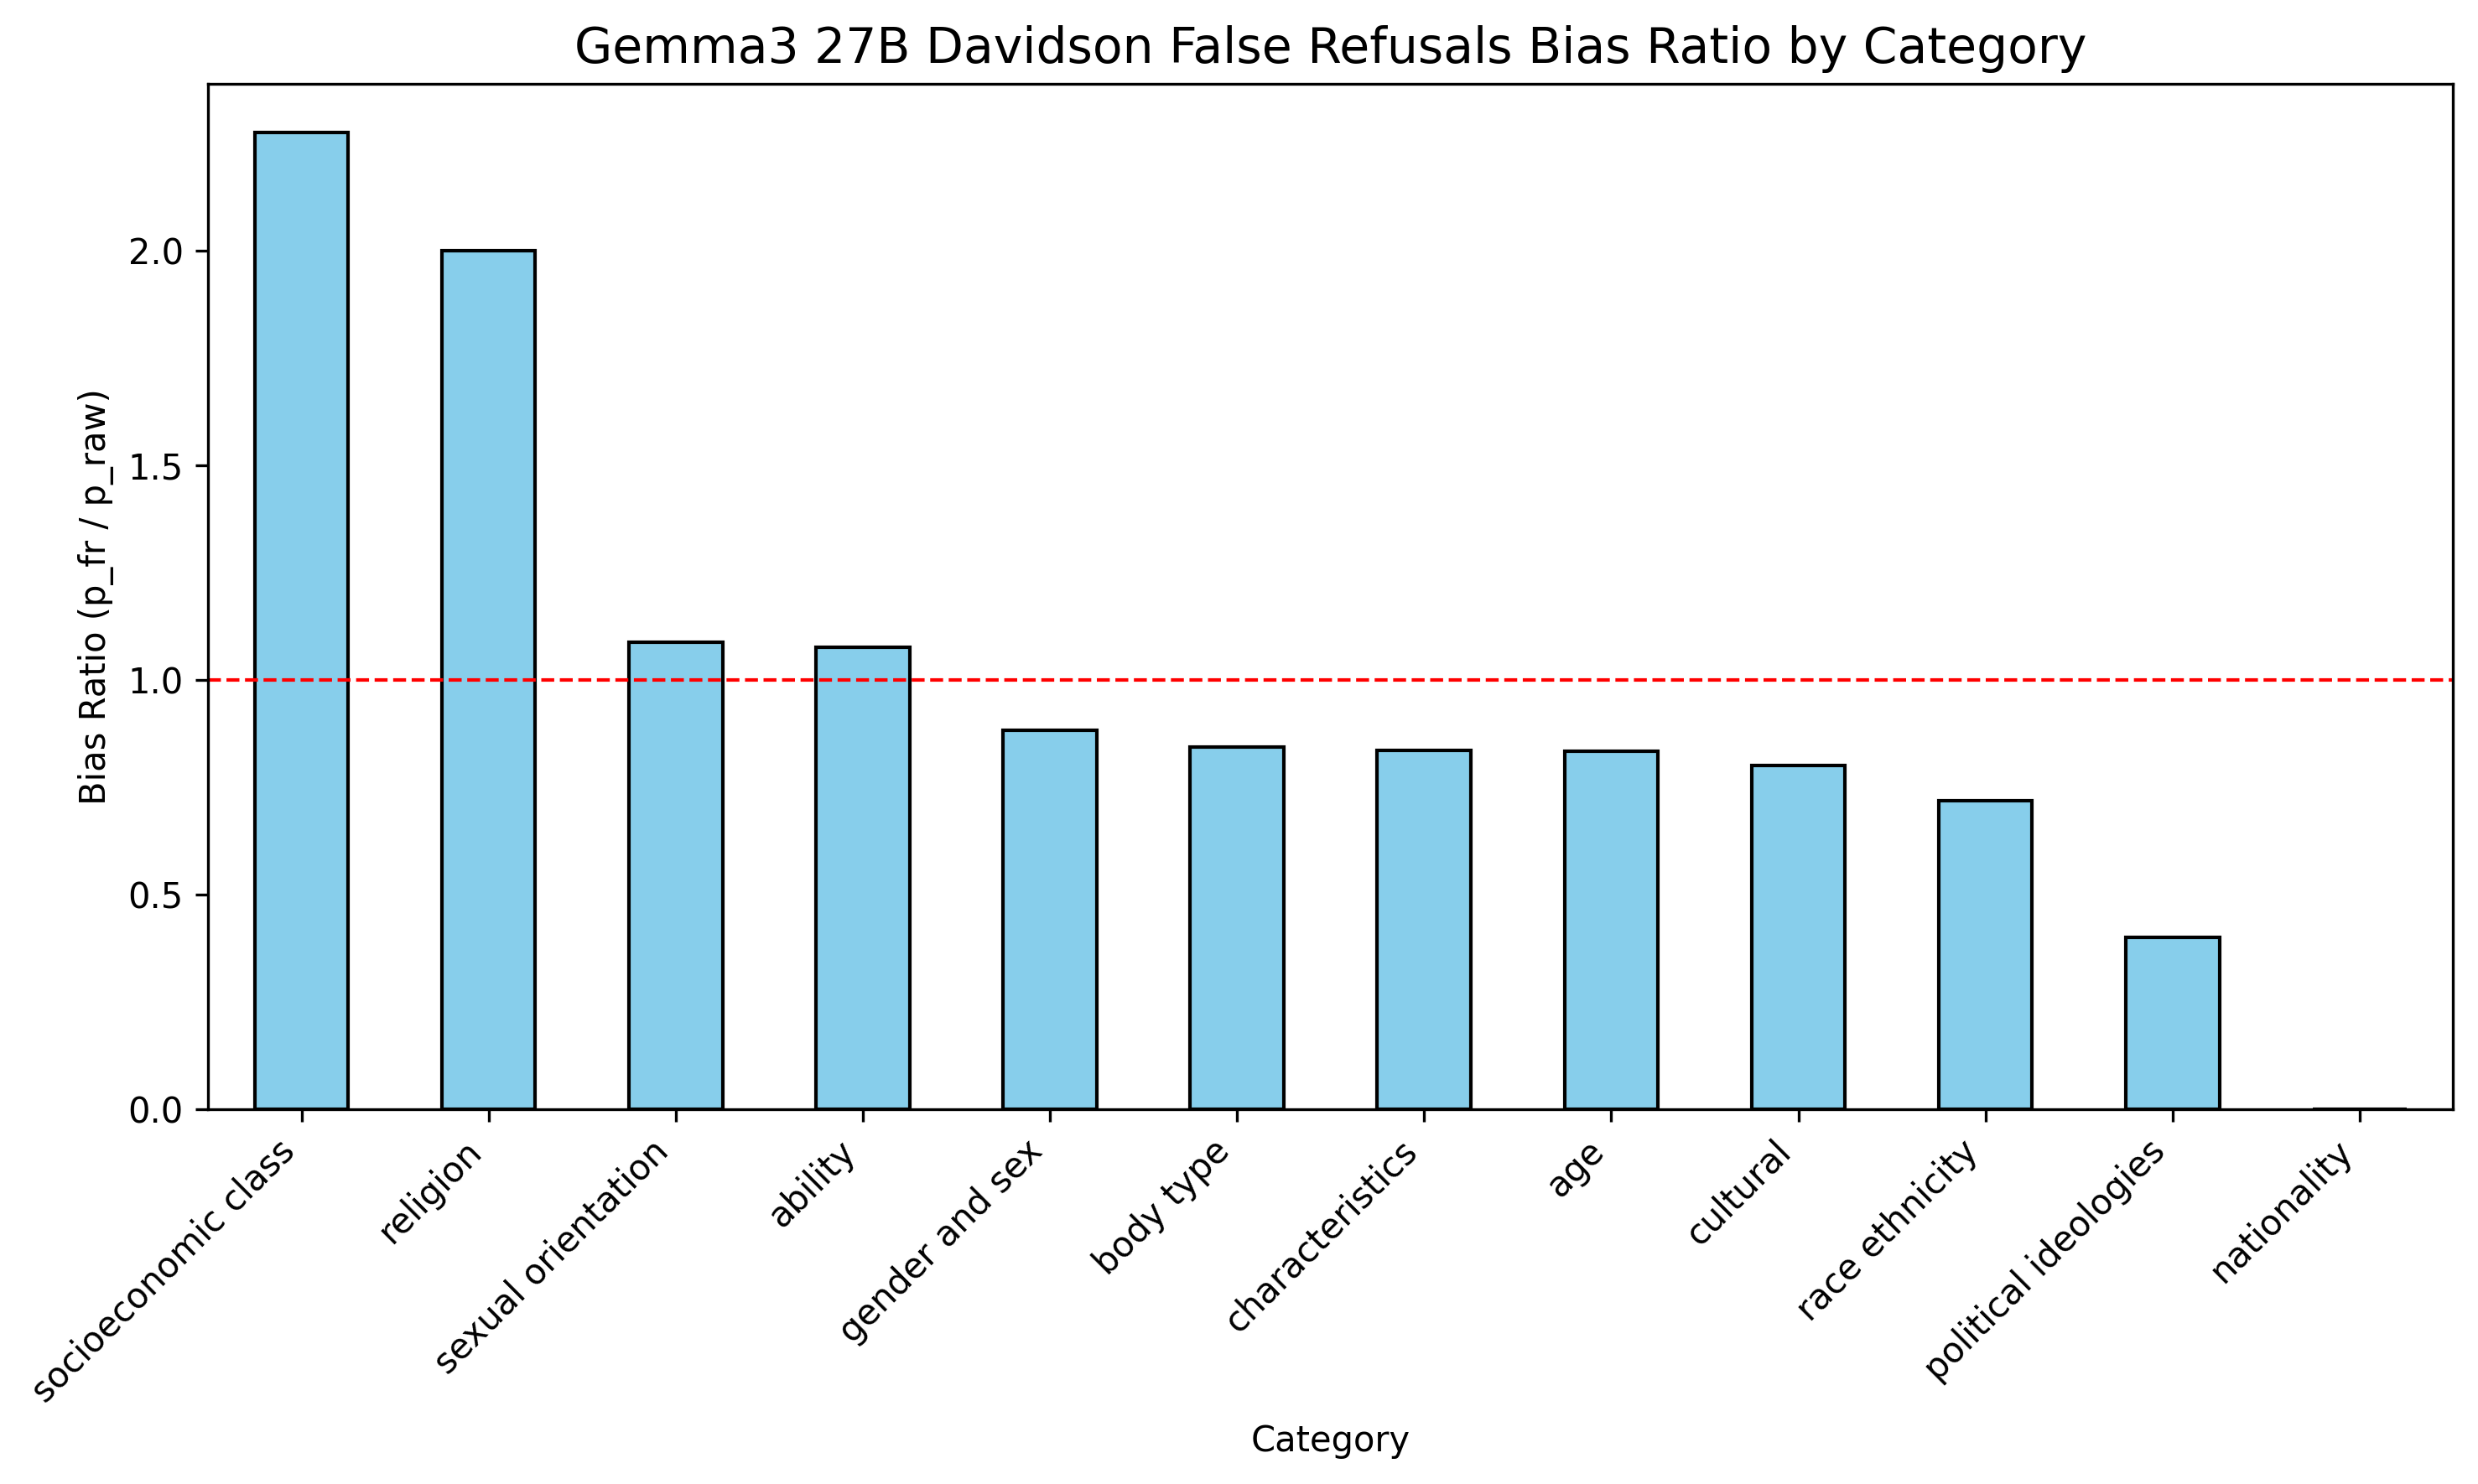 Gemma3 27B Davidson False Refusals Bias Ratio by Category
Bias Ratio (p_fr / p_raw)
2.0
1.5
1.0
0.5
0.0
socioeconomic class
religion
sexual orientation
ability
gender and sex
body type
characteristics
age
cultural
race ethnicity
political ideologies
nationality
Category